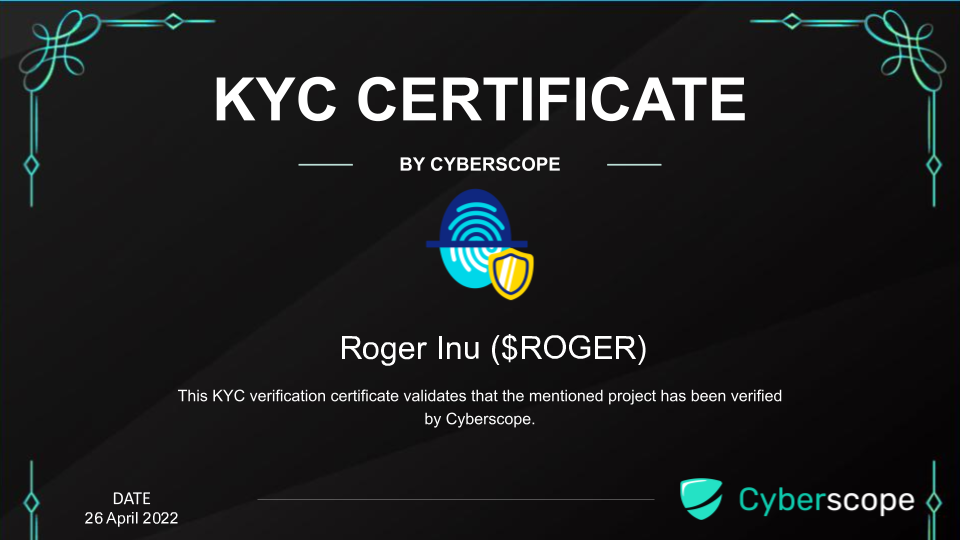 KYC CERTIFICATE
BY CYBERSCOPE
Roger Inu ($ROGER)
This KYC verification certificate validates that the mentioned project has been verified
by Cyberscope.
DATE
26 April 2022
Cyberscope